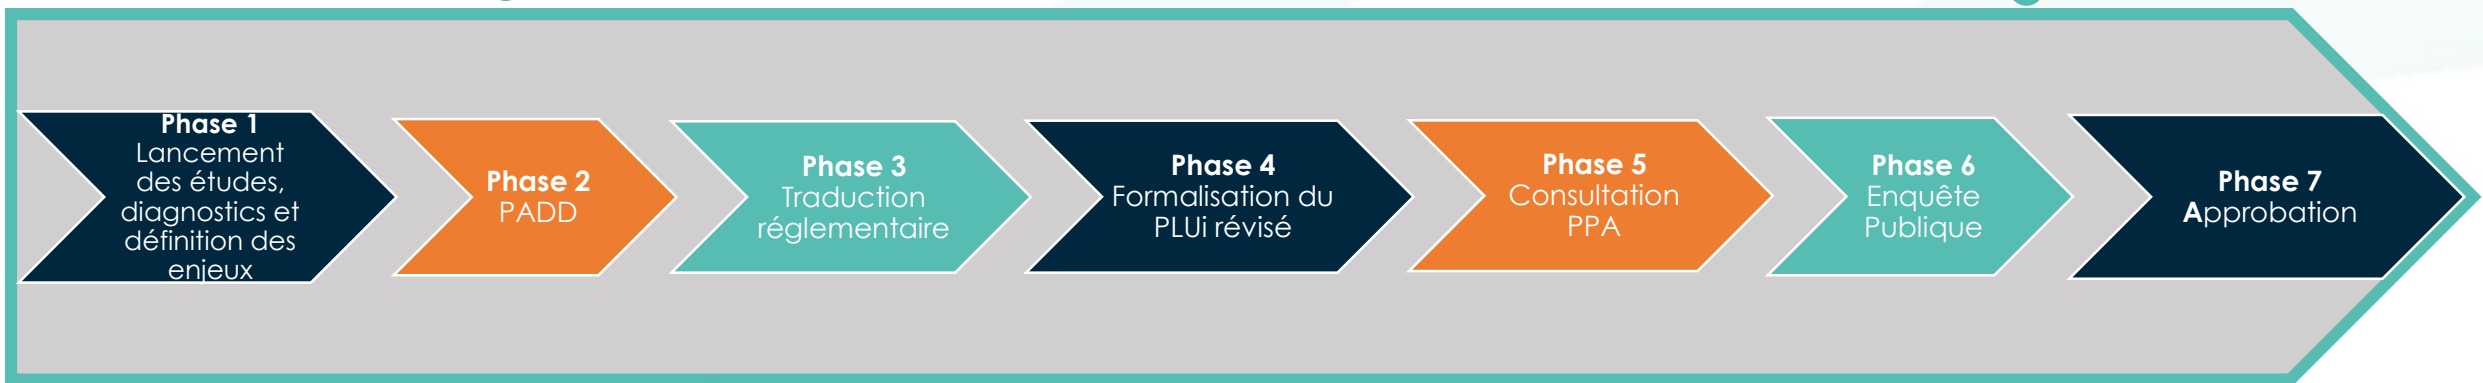 Phase 1
Lancement
des études,
diagnostics et
définition des
enjeux
Phase 2
PADD
Phase 3
Traduction
réglementaire
Phase 4
Formalisation du
PLUi révisé
Phase 5
Consultation
PPA
Phase 6
Enquête
Publique
Phase 7
Approbation